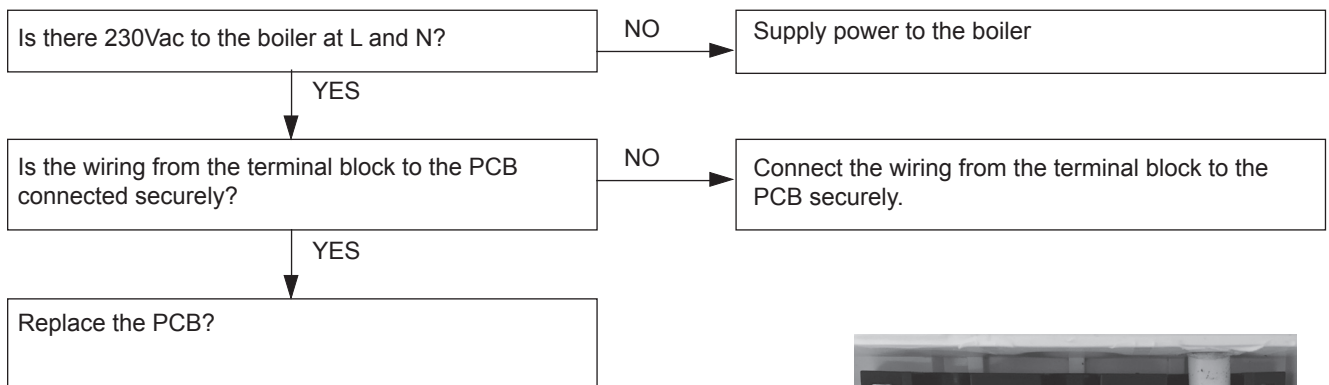 Is there 230Vac to the boiler at L and N?
NO
Supply power to the boiler
YES
Is the wiring from the terminal block to the PCB
connected securely?
NO
Connect the wiring from the terminal block to the
PCB securely.
YES
Replace the PCB?